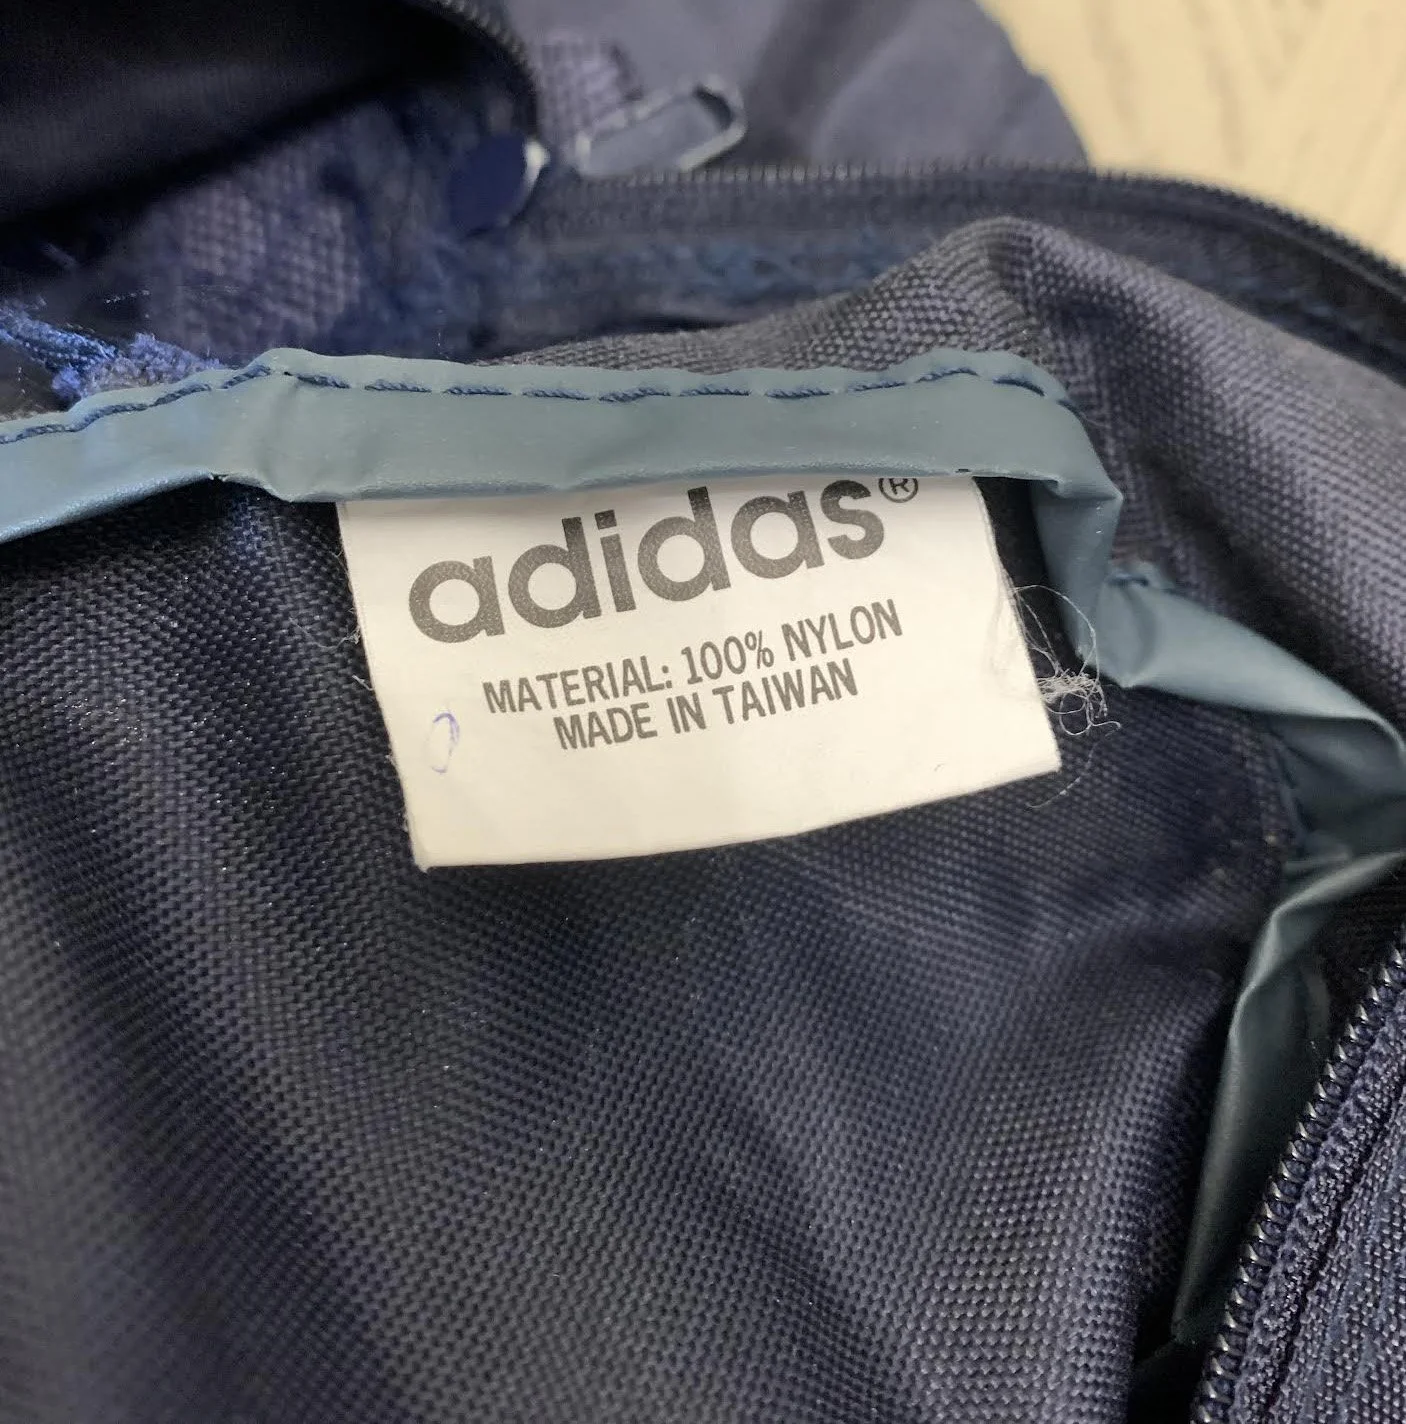 adidas®
MATERIAL: 100% NYLON
MADE IN TAIWAN